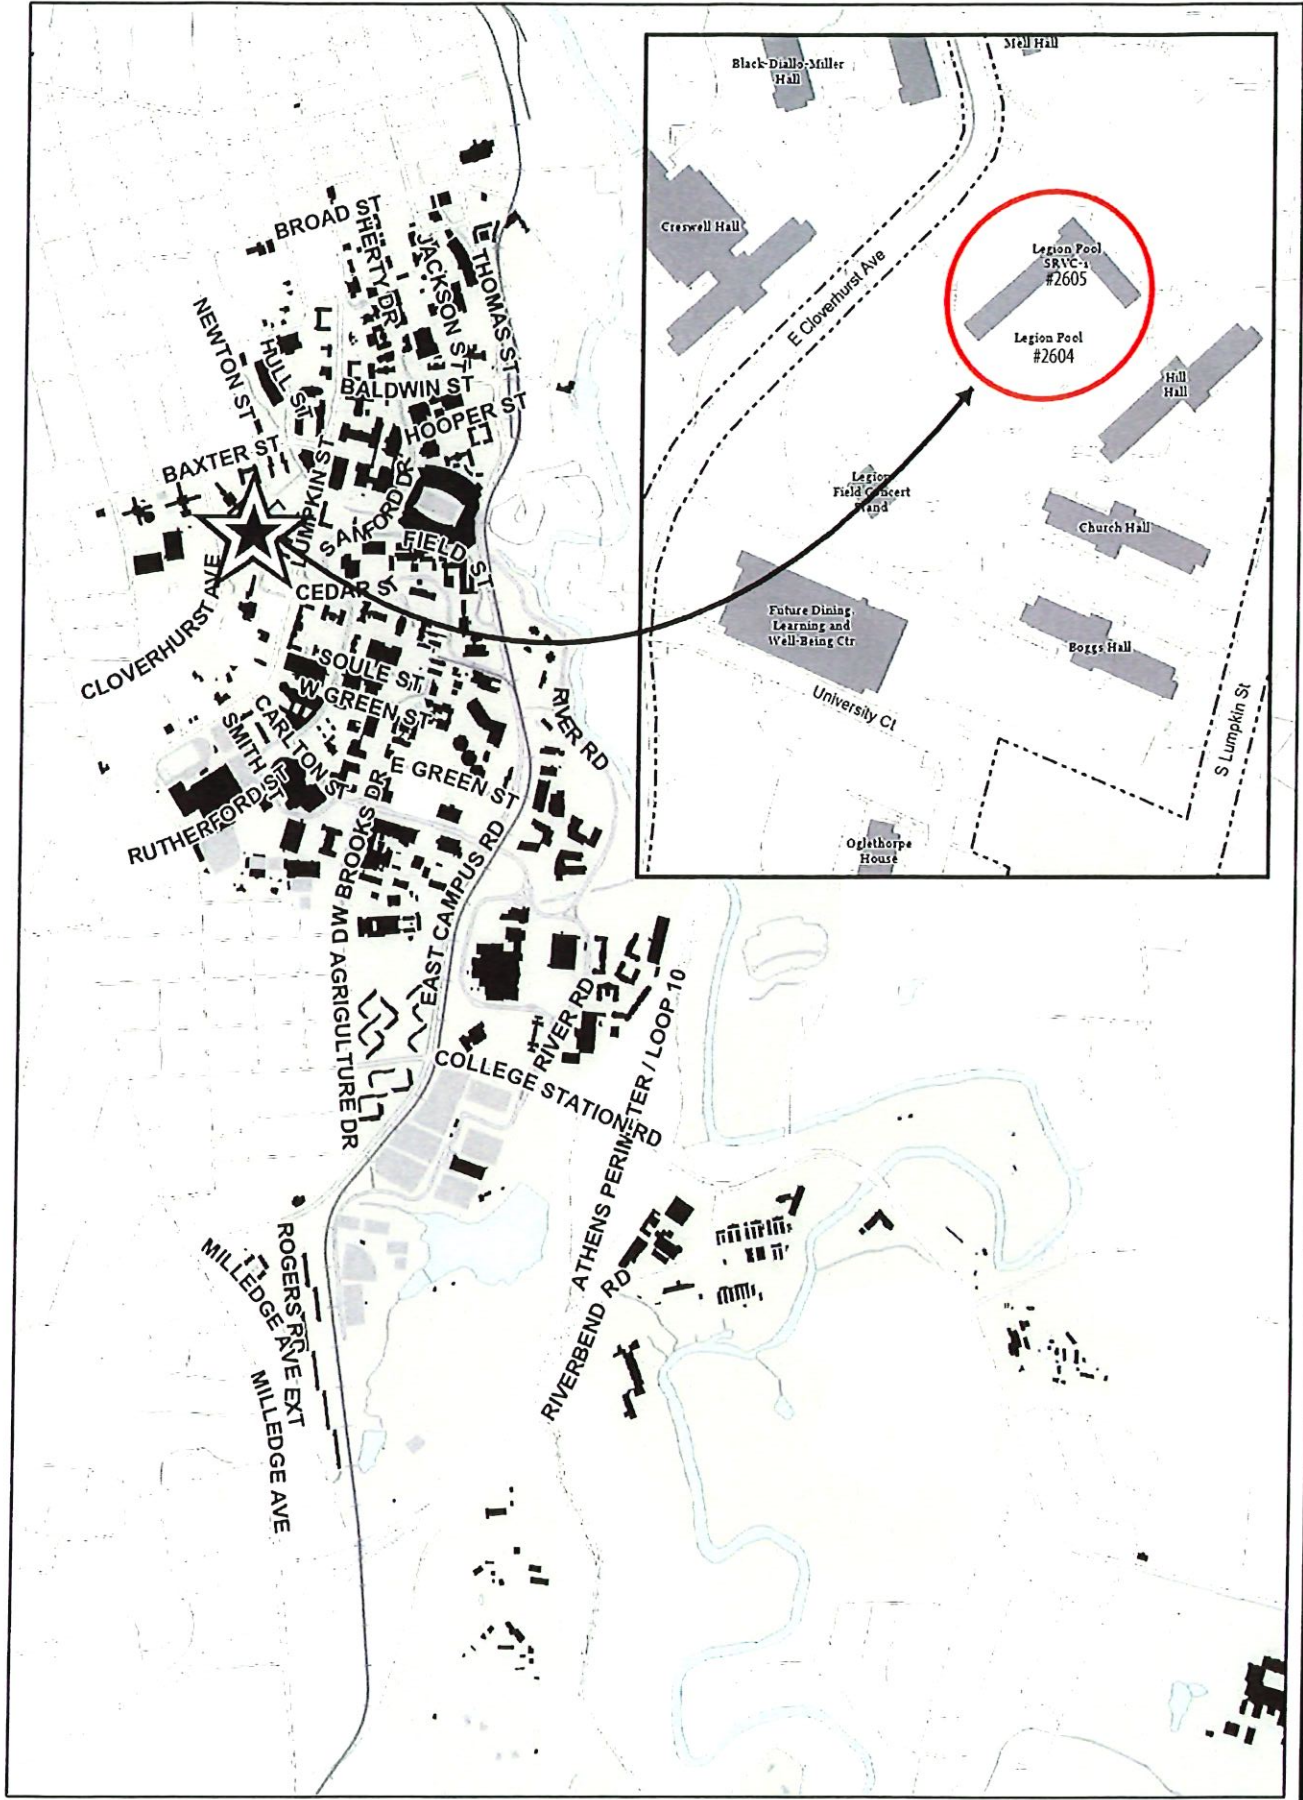 BROAD ST
HERTY DR
JACKSON ST
THOMAS ST
NEWTON ST
HULL ST
BALDWIN ST
HOOPER ST
BAXTER ST
LUMPKIN ST
SANFORD DR
FIELD ST
CEDAR ST
CLOVERHURST AVE
SOULE ST
W GREEN ST
CARLTON ST
SMITH ST
RUTHERFORD ST
E GREEN ST
RIVER RD
DW BROOKS DR
EAST CAMPUS RD
AGRIGULTURE DR
RIVER RD
COLLEGE STATION RD
ATHENS PERIMETER / LOOP 10
RIVERBEND RD
ROGERS RD
MILLEDGE AVE EXT
MILLEDGE AVE
Mell Hall
Black-Diallo-Miller
Hall
Creswell Hall
E Cloverhurst Ave
Legion Pool
SRVC-1
#2605
Legion Pool
#2604
Hill
Hall
Legion
Field Concert
Stand
Church Hall
Future Dining,
Learning and
Well-Being Ctr
Boggs Hall
University Ct
S Lumpkin St
Oglethorpe
House